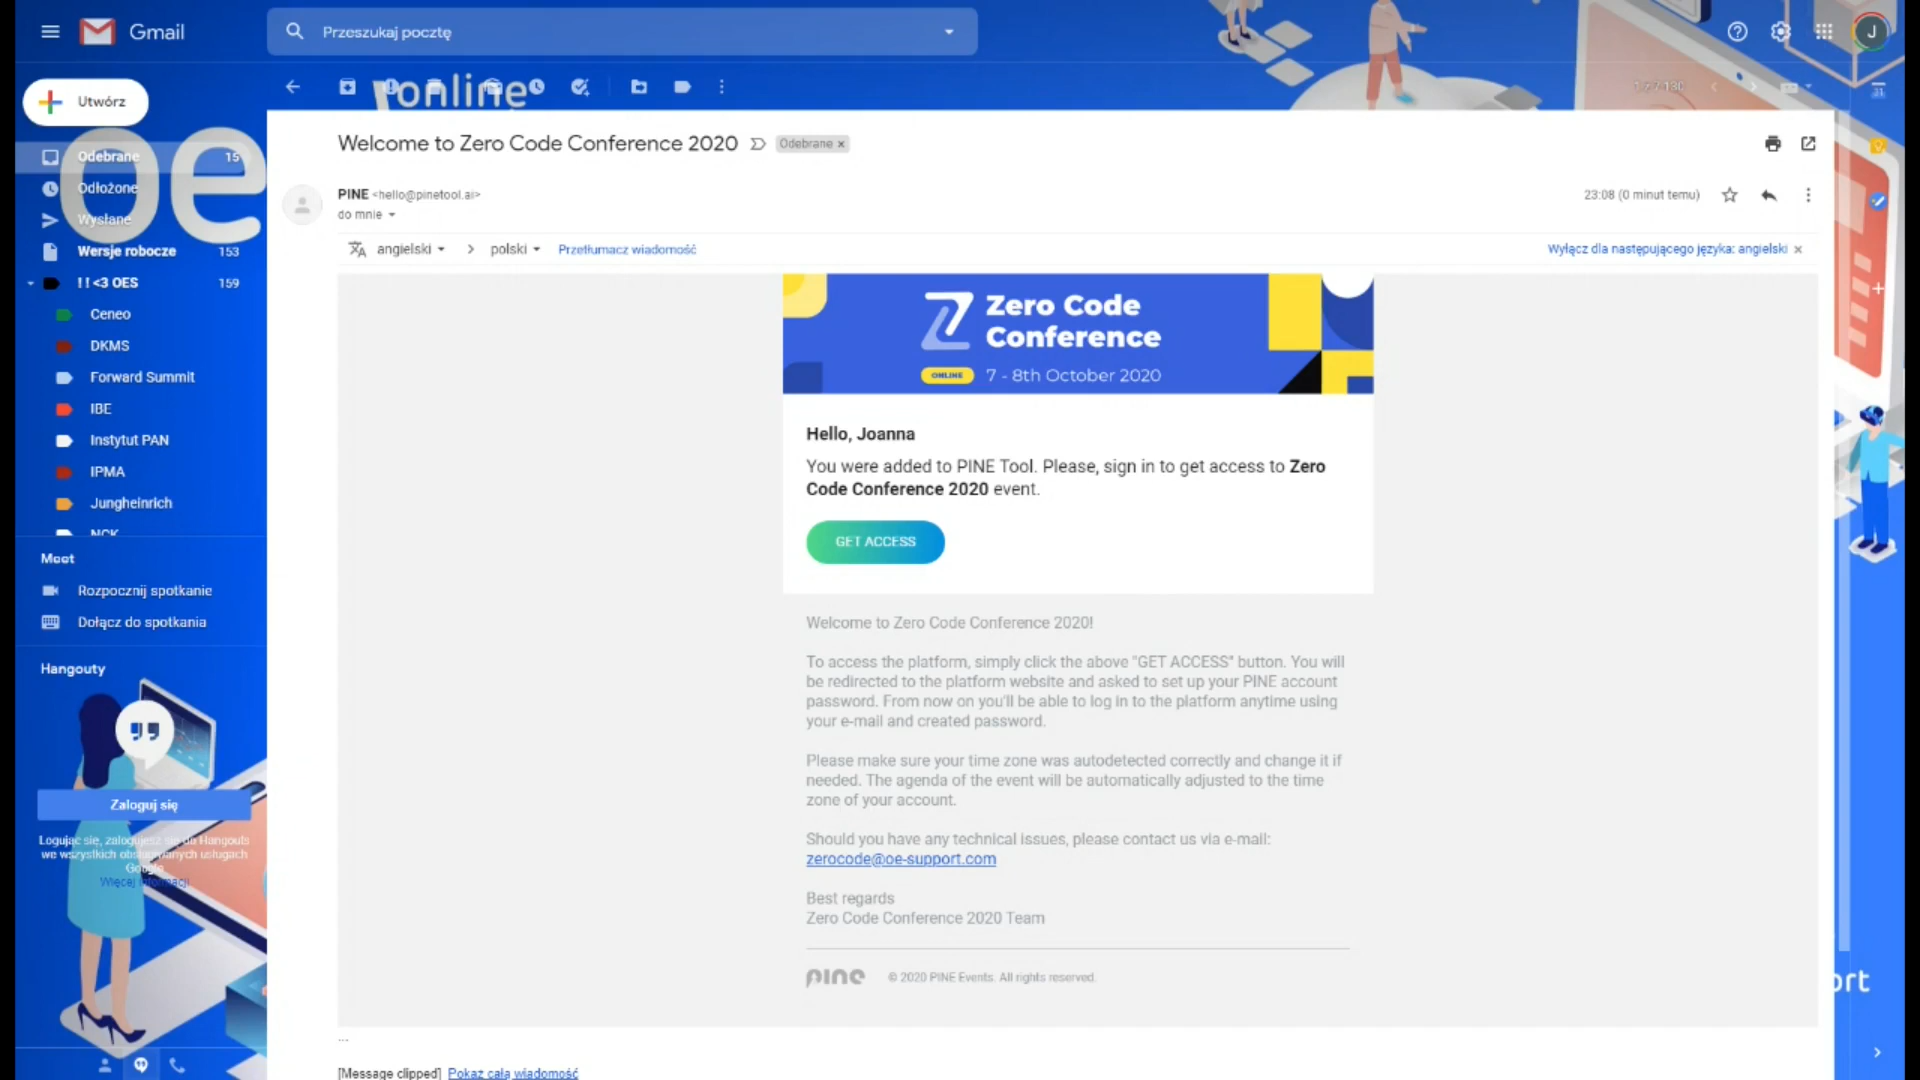 Gmail
Przeszukaj pocztę
online
oe
Utwórz
Odebrane 15
Odłożone
Wysłane
Wersje robocze 153
!!<3 OES 159
Ceneo
DKMS
Forward Summit
IBE
Instytut PAN
IPMA
Jungheinrich
NCK
Meet
Rozpocznij spotkanie
Dołącz do spotkania
Hangouty
Zaloguj się
Więcej informacji
J
31
Welcome to Zero Code Conference 2020
Odebrane x
PINE <hello@pinetool.ai>
do mnie
23:08 (0 minut temu)
angielski > polski Przetłumacz wiadomość
Wyłącz dla następującego języka: angielski x
Zero Code
Conference
ONLINE 7 - 8th October 2020
Hello, Joanna
You were added to PINE Tool. Please, sign in to get access to Zero
Code Conference 2020 event.
GET ACCESS
Welcome to Zero Code Conference 2020!
To access the platform, simply click the above "GET ACCESS" button. You will
be redirected to the platform website and asked to set up your PINE account
password. From now on you'll be able to log in to the platform anytime using
your e-mail and created password.
Please make sure your time zone was autodetected correctly and change it if
needed. The agenda of the event will be automatically adjusted to the time
zone of your account.
Should you have any technical issues, please contact us via e-mail:
zerocode@oe-support.com
Best regards
Zero Code Conference 2020 Team
pine © 2020 PINE Events. All rights reserved.
...
[Message clipped] Pokaż całą wiadomość
ort